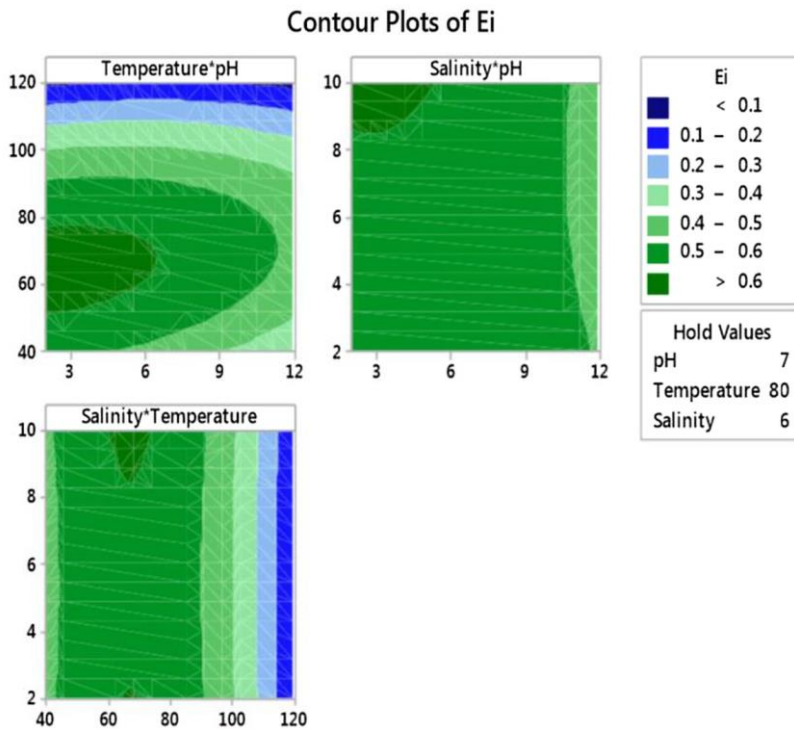 Contour Plots of Ei
Temperature*pH
120
100
80
60
40
3 6 9 12
Salinity*pH
10
8
6
4
2
3 6 9 12
Ei
< 0.1
0.1 – 0.2
0.2 – 0.3
0.3 – 0.4
0.4 – 0.5
0.5 – 0.6
> 0.6
Hold Values
pH 7
Temperature 80
Salinity 6
Salinity*Temperature
10
8
6
4
2
40 60 80 100 120